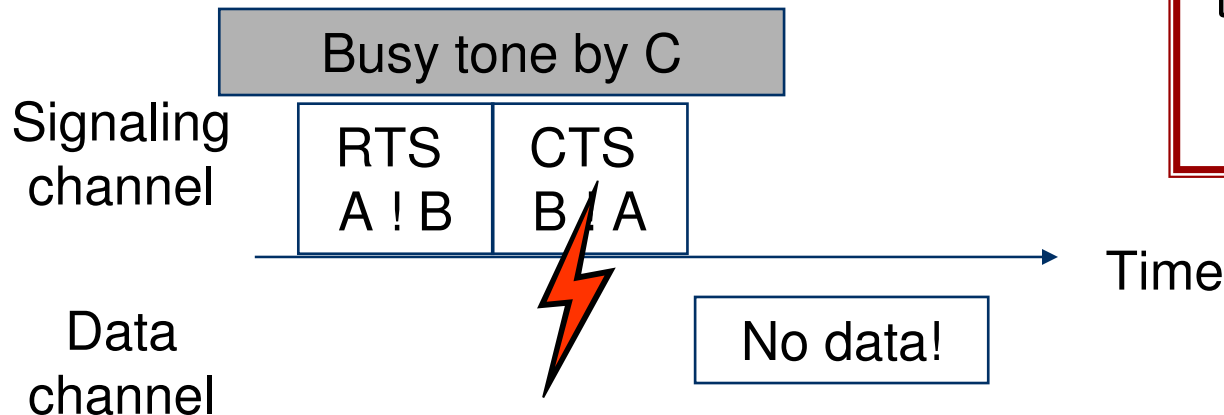 Busy tone by C
Signaling
channel
RTS
A ! B
CTS
B ! A
Time
Data
channel
No data!